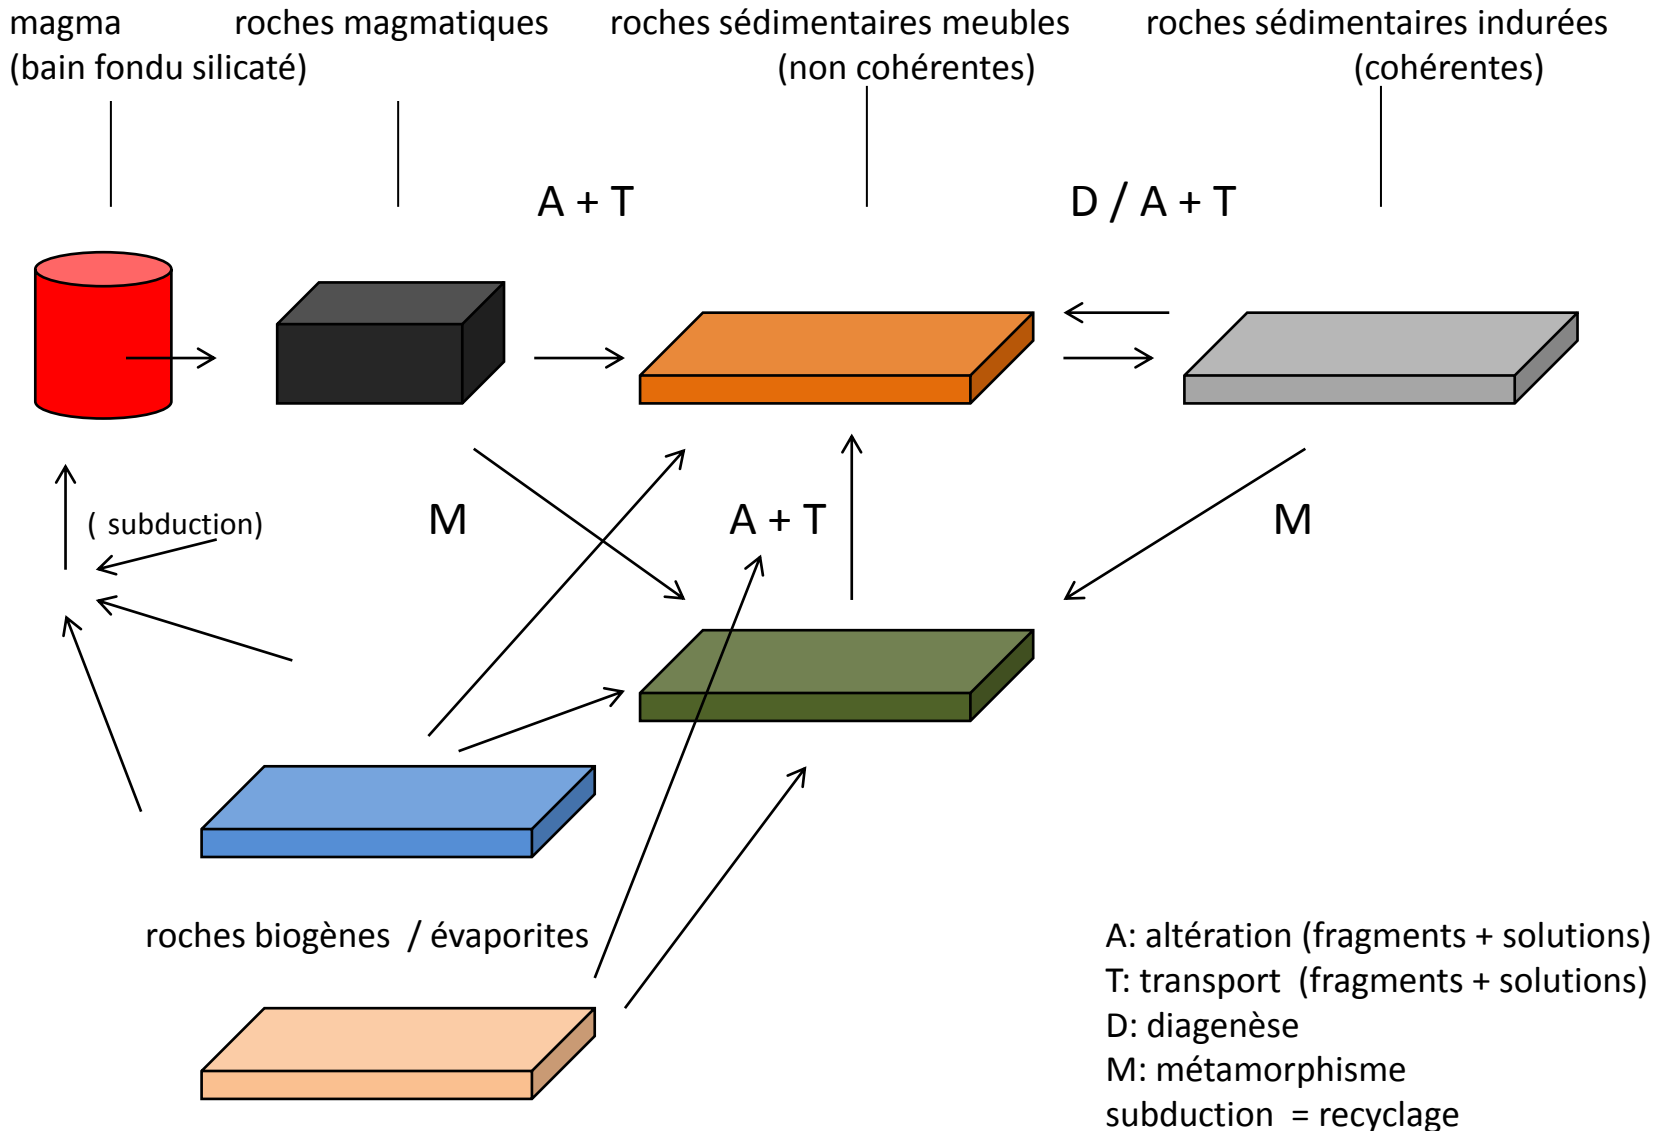 magma
(bain fondu silicaté)
roches magmatiques
roches sédimentaires meubles
(non cohérentes)
roches sédimentaires indurées
(cohérentes)
A + T
D / A + T
( subduction)
M
A + T
M
roches biogènes / évaporites
A: altération (fragments + solutions)
T: transport (fragments + solutions)
D: diagenèse
M: métamorphisme
subduction = recyclage